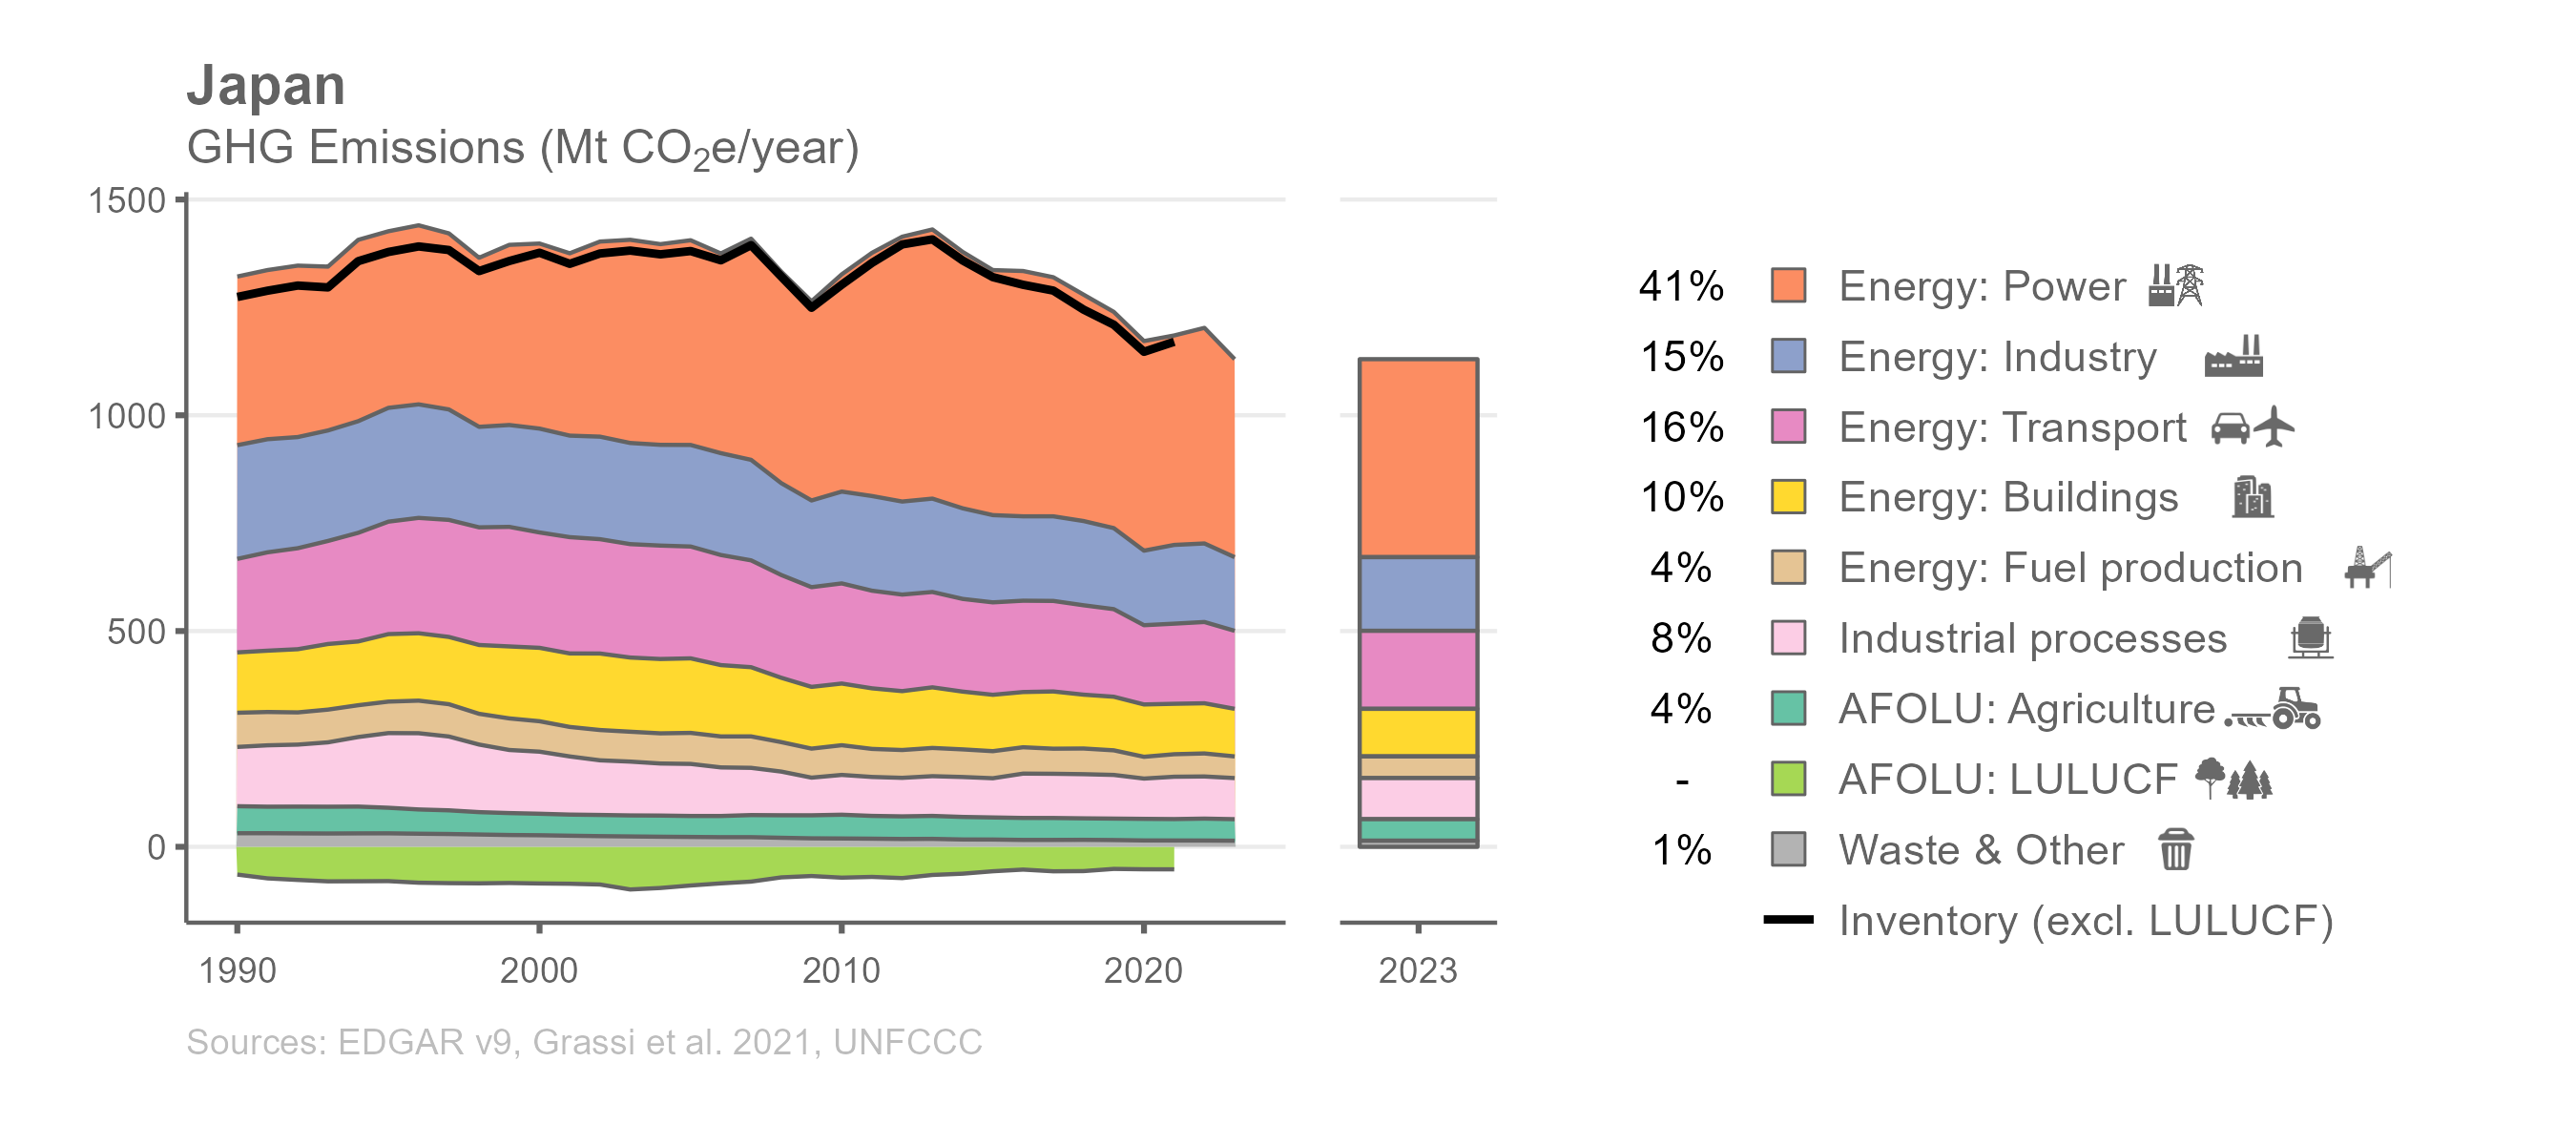 Japan
GHG Emissions (Mt CO₂e/year)
1500
1000
500
0
1990 2000 2010 2020 2023
41% Energy: Power
15% Energy: Industry
16% Energy: Transport
10% Energy: Buildings
4% Energy: Fuel production
8% Industrial processes
4% AFOLU: Agriculture
- AFOLU: LULUCF
1% Waste & Other
Inventory (excl. LULUCF)
Sources: EDGAR v9, Grassi et al. 2021, UNFCCC